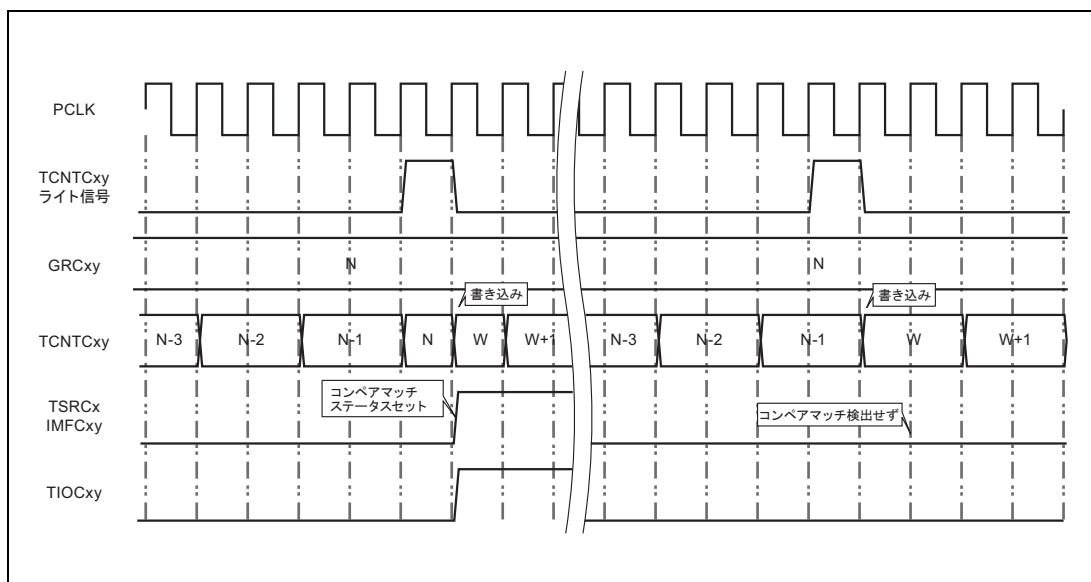 PCLK
TCNTCxy
ライト信号
GRCxy
N
N
書き込み
書き込み
TCNTCxy
N-3
N-2
N-1
N
W
W+1
N-3
N-2
N-1
W
W+1
コンペアマッチ
ステータスセット
TSRCx
IMFCxy
コンペアマッチ検出せず
TIOCxy